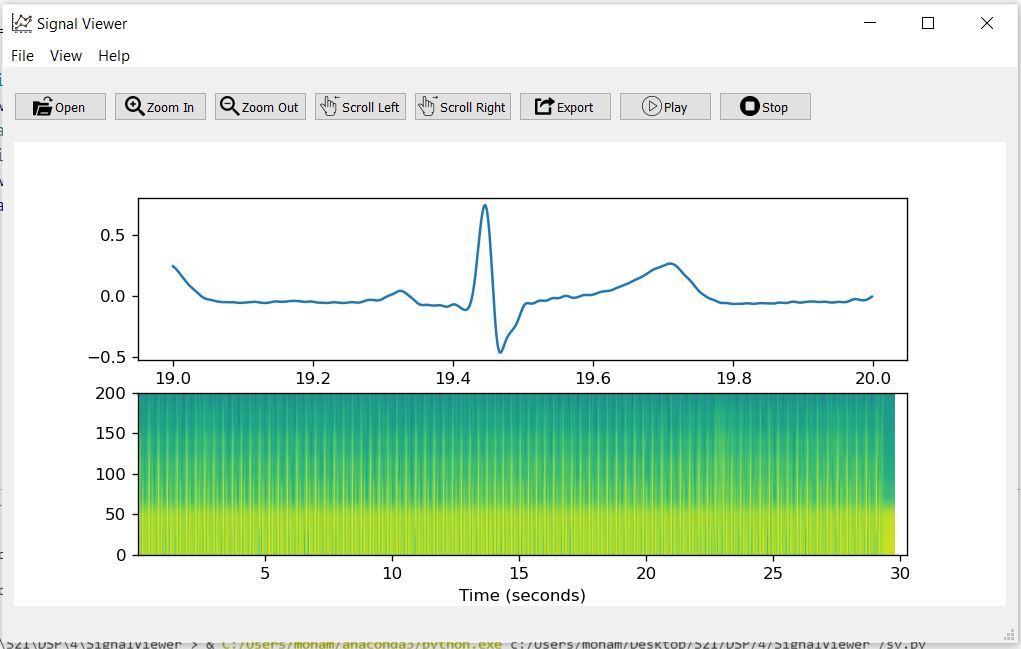 Signal Viewer
File View Help
Open Zoom In Zoom Out Scroll Left Scroll Right Export Play Stop
0.5
0.0
−0.5
19.0 19.2 19.4 19.6 19.8 20.0
200
150
100
50
0
5 10 15 20 25 30
Time (seconds)
\S21\DSP\4\SignalViewer > & C:/Users/moham/anaconda3/python.exe c:/Users/moham/Desktop/S21/DSP/4/SignalViewer /sv.py